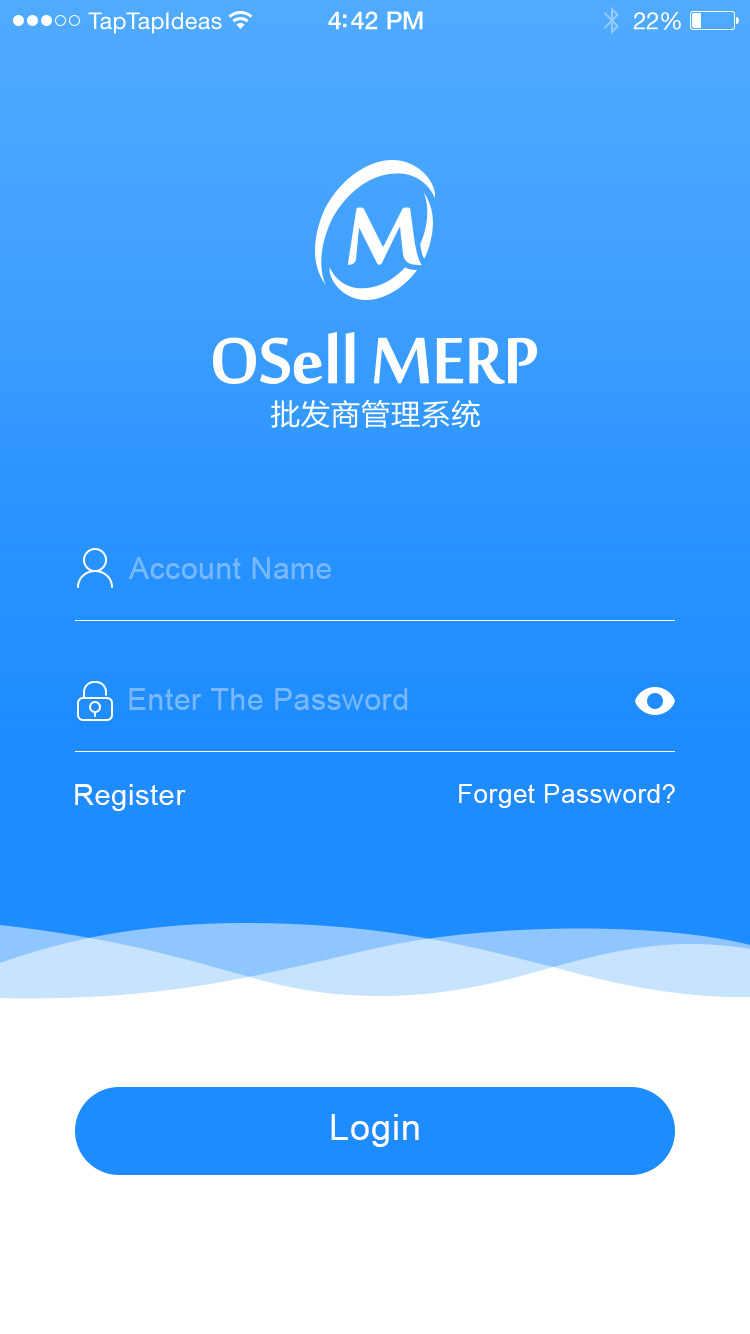 TapTapIdeas 4:42 PM 22%
M
OSell MERP
批发商管理系统
Account Name
Enter The Password
Register Forget Password?
Login